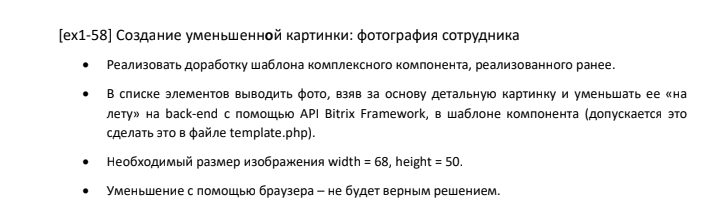 [ex1-58] Создание уменьшенной картинки: фотография сотрудника
• Реализовать доработку шаблона комплексного компонента, реализованного ранее.
• В списке элементов выводить фото, взяв за основу детальную картинку и уменьшать ее «на
лету» на back-end с помощью API Bitrix Framework, в шаблоне компонента (допускается это
сделать это в файле template.php).
• Необходимый размер изображения width = 68, height = 50.
• Уменьшение с помощью браузера – не будет верным решением.